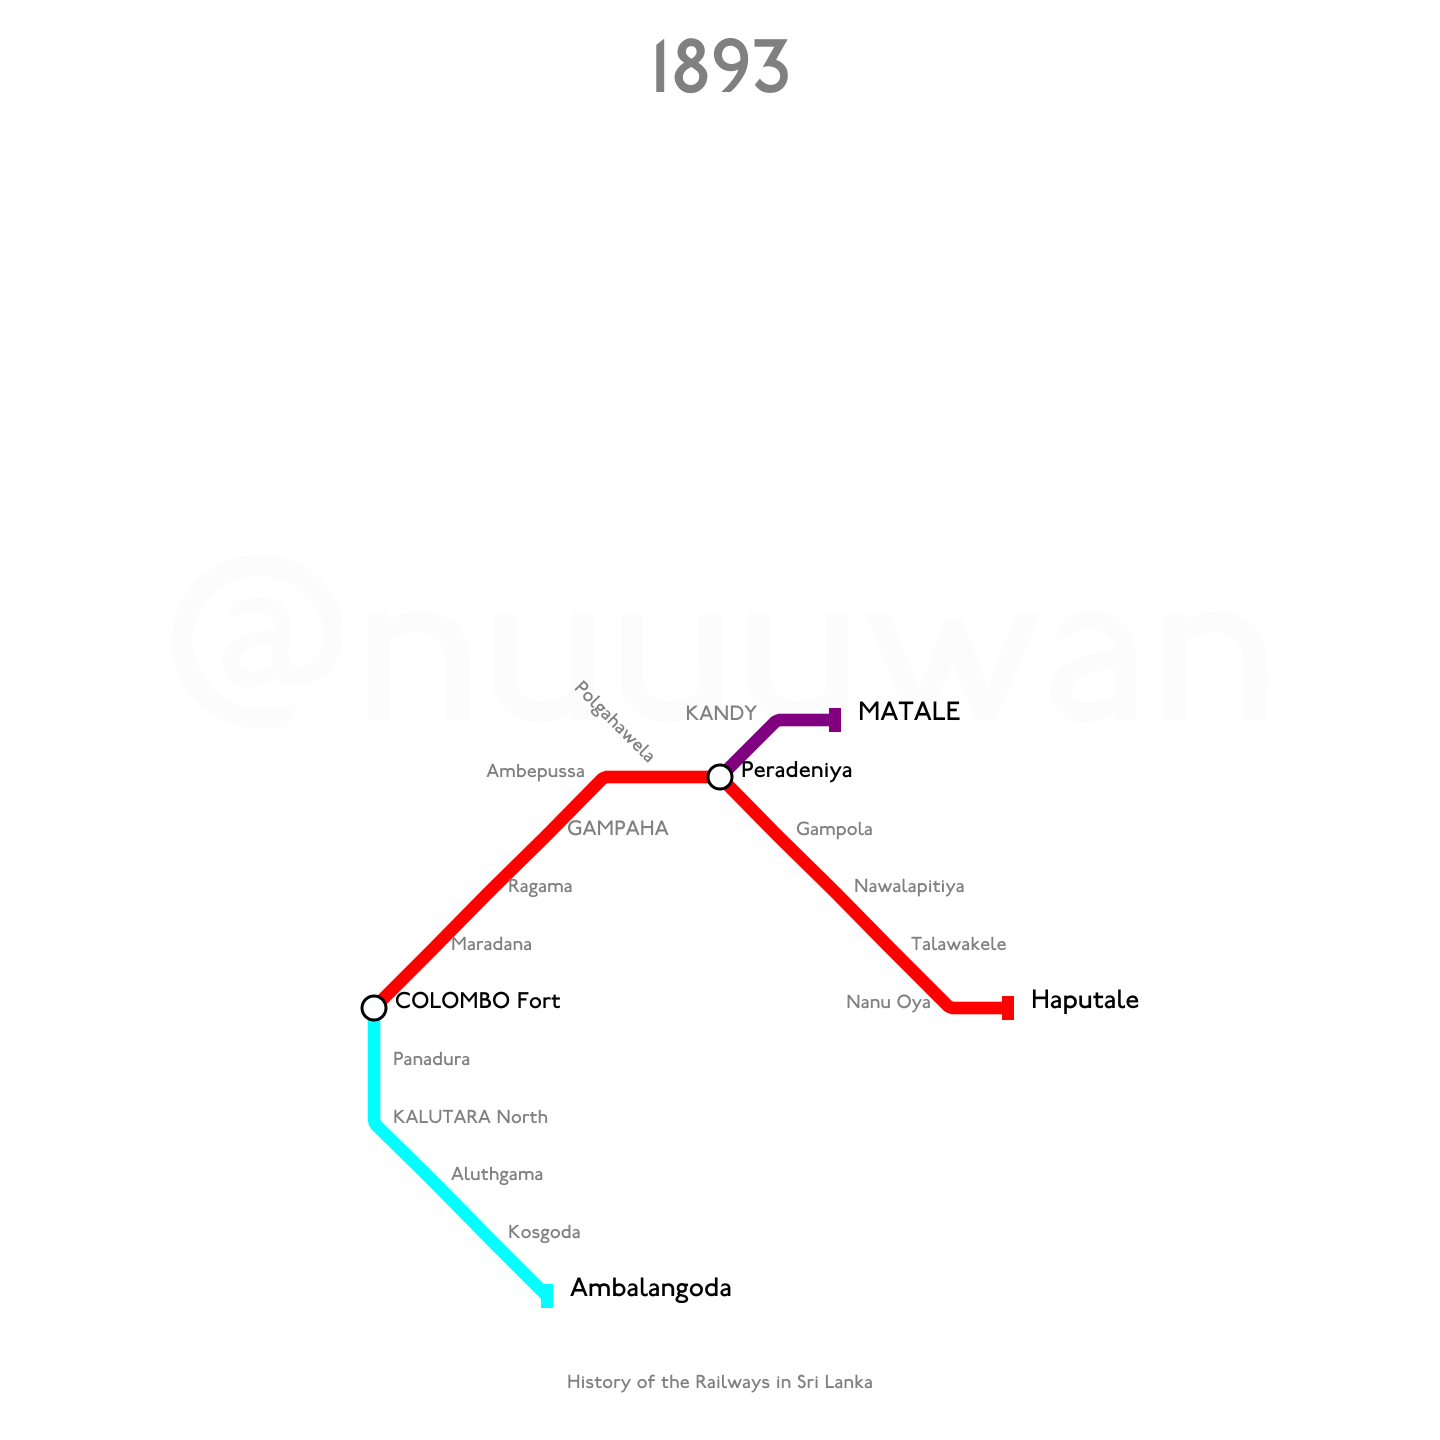 1893
@nuuuwan
Polgahawela
KANDY
MATALE
Ambepussa
Peradeniya
GAMPAHA
Gampola
Ragama
Nawalapitiya
Maradana
Talawakele
COLOMBO Fort
Nanu Oya
Haputale
Panadura
KALUTARA North
Aluthgama
Kosgoda
Ambalangoda
History of the Railways in Sri Lanka